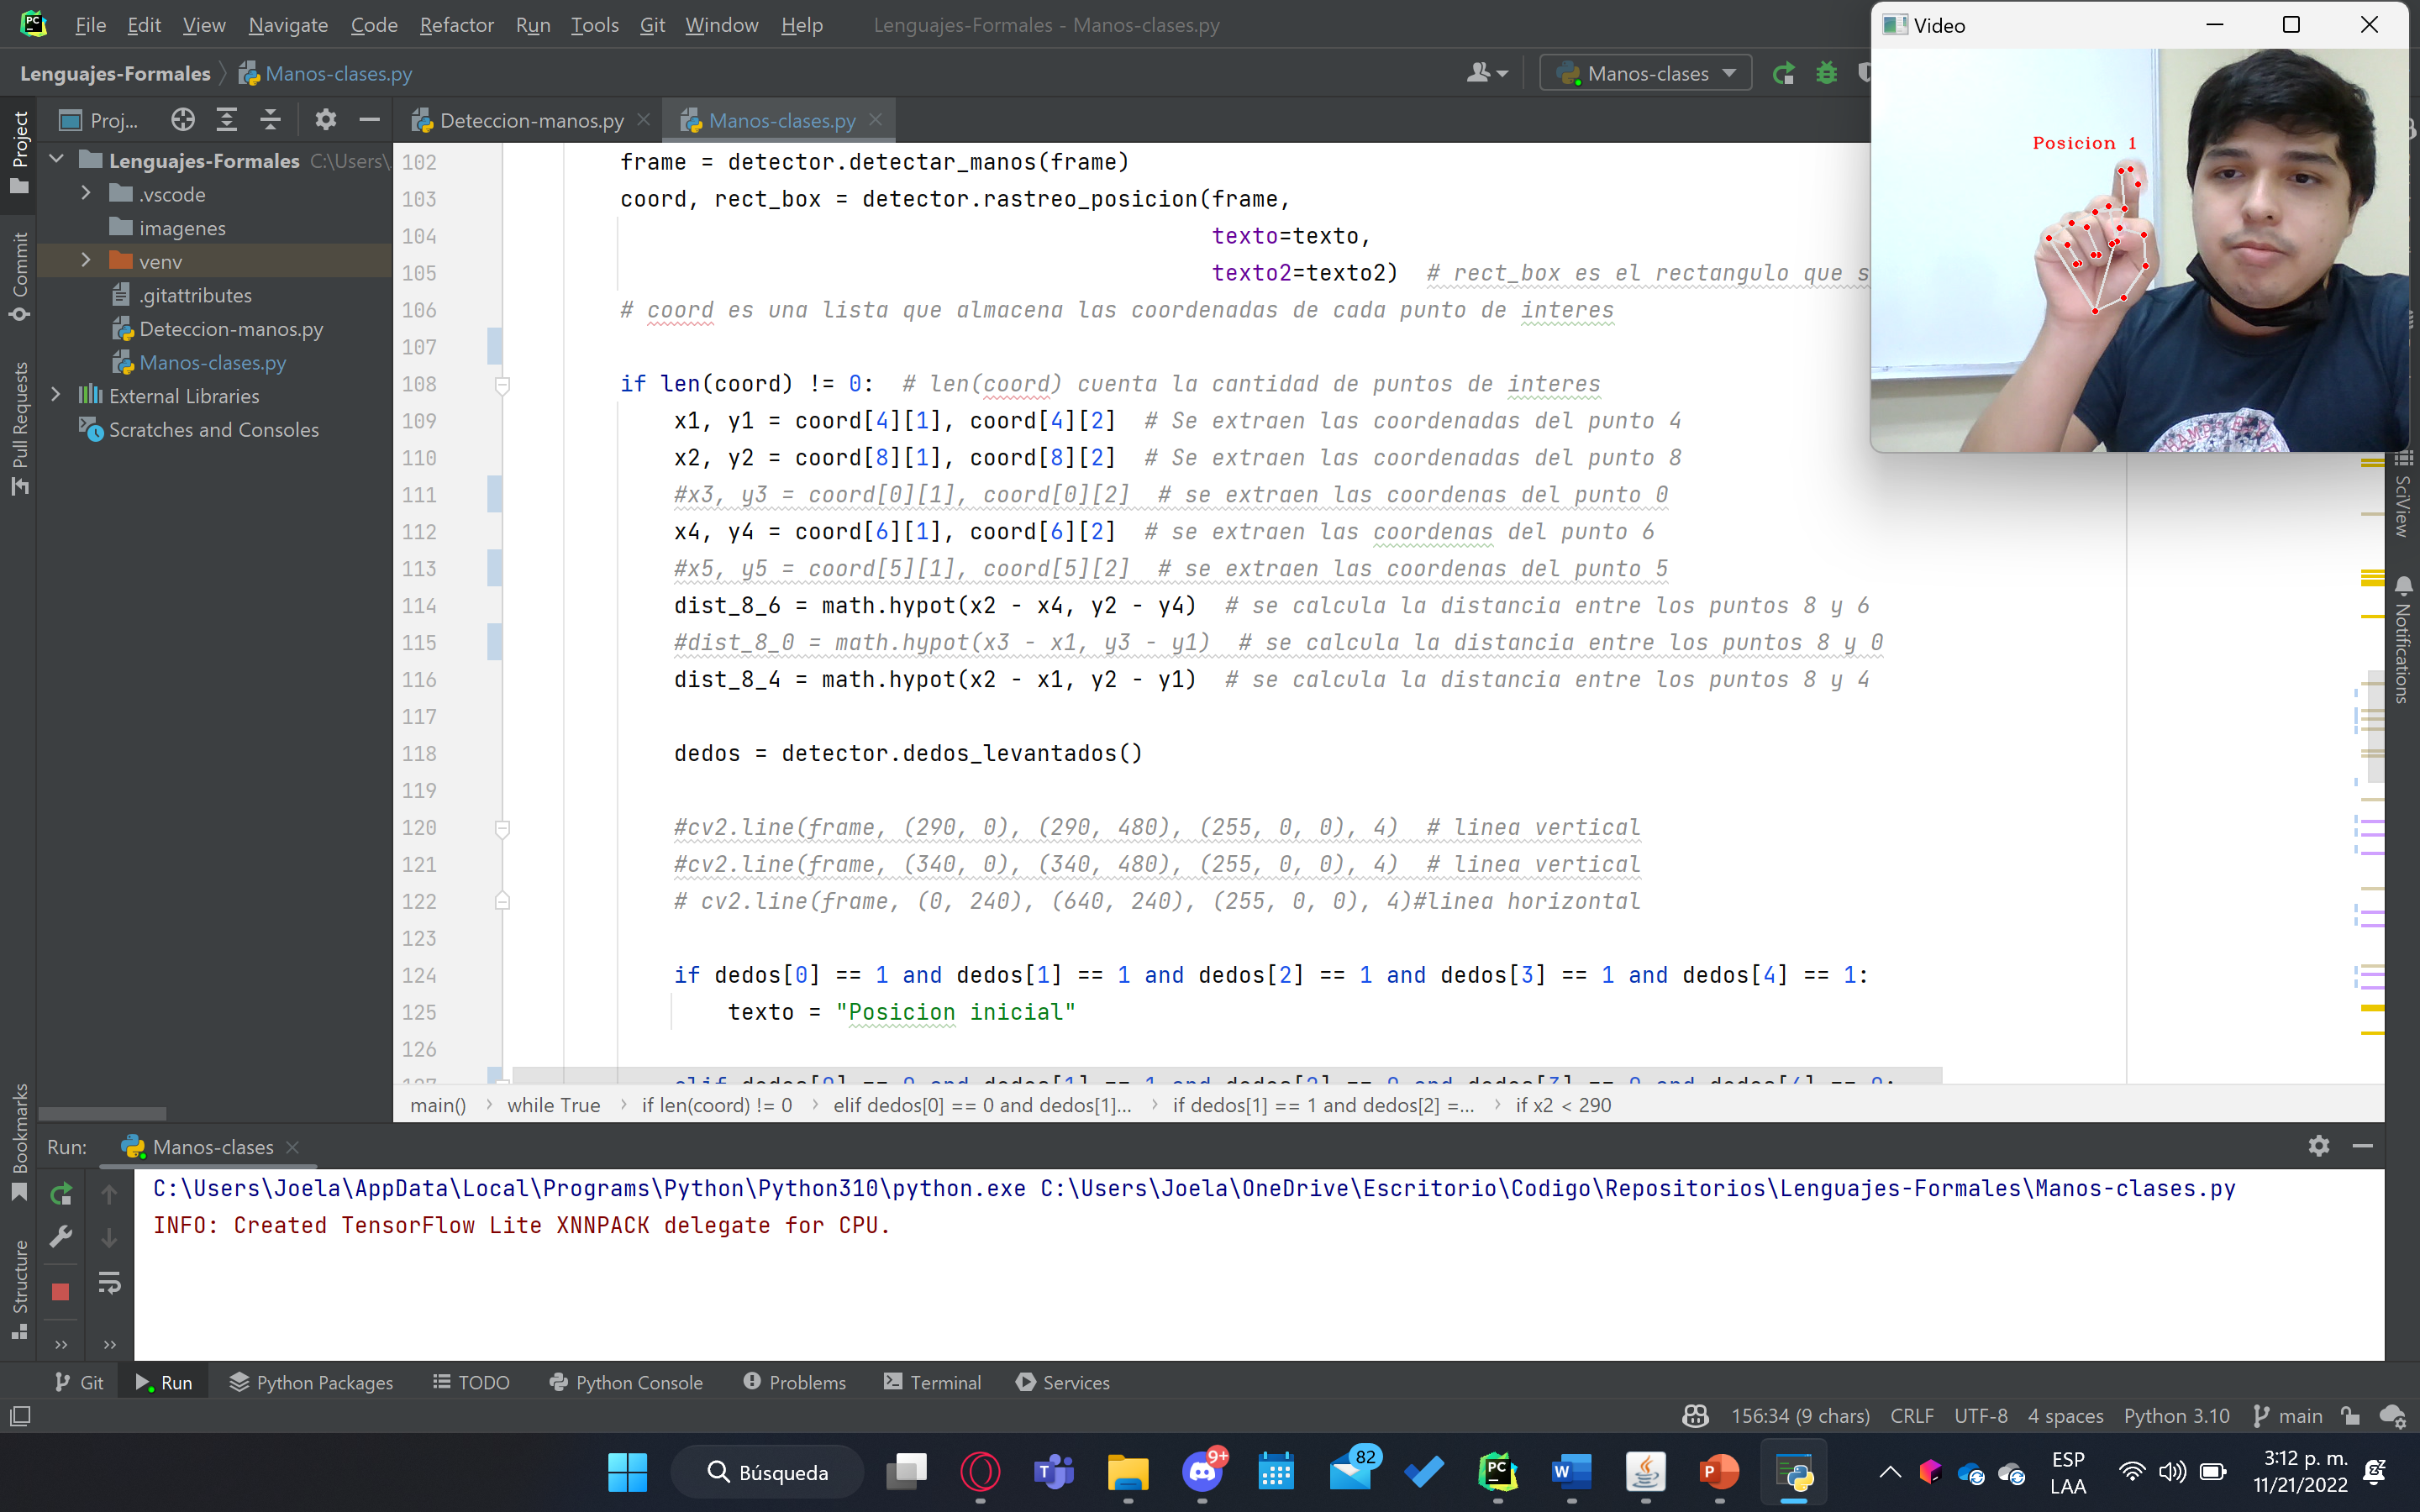 File Edit View Navigate Code Refactor Run Tools Git Window Help Lenguajes-Formales - Manos-clases.py
Video
Lenguajes-Formales Manos-clases.py
Manos-clases
Posicion 1
Proj...
Deteccion-manos.py
Manos-clases.py
Project
Commit
Pull Requests
Bookmarks
Structure
Lenguajes-Formales C:\Users\
.vscode
imagenes
venv
.gitattributes
Deteccion-manos.py
Manos-clases.py
External Libraries
Scratches and Consoles
102 frame = detector.detectar_manos(frame)
103 coord, rect_box = detector.rastreo_posicion(frame,
104 texto=texto,
105 texto2=texto2) # rect_box es el rectangulo que s
106 # coord es una lista que almacena las coordenadas de cada punto de interes
107
108 if len(coord) != 0: # len(coord) cuenta la cantidad de puntos de interes
109 x1, y1 = coord[4][1], coord[4][2] # Se extraen las coordenadas del punto 4
110 x2, y2 = coord[8][1], coord[8][2] # Se extraen las coordenadas del punto 8
111 #x3, y3 = coord[0][1], coord[0][2] # se extraen las coordenas del punto 0
112 x4, y4 = coord[6][1], coord[6][2] # se extraen las coordenas del punto 6
113 #x5, y5 = coord[5][1], coord[5][2] # se extraen las coordenas del punto 5
114 dist_8_6 = math.hypot(x2 - x4, y2 - y4) # se calcula la distancia entre los puntos 8 y 6
115 #dist_8_0 = math.hypot(x3 - x1, y3 - y1) # se calcula la distancia entre los puntos 8 y 0
116 dist_8_4 = math.hypot(x2 - x1, y2 - y1) # se calcula la distancia entre los puntos 8 y 4
117
118 dedos = detector.dedos_levantados()
119
120 #cv2.line(frame, (290, 0), (290, 480), (255, 0, 0), 4) # linea vertical
121 #cv2.line(frame, (340, 0), (340, 480), (255, 0, 0), 4) # linea vertical
122 # cv2.line(frame, (0, 240), (640, 240), (255, 0, 0), 4)#linea horizontal
123
124 if dedos[0] == 1 and dedos[1] == 1 and dedos[2] == 1 and dedos[3] == 1 and dedos[4] == 1:
125 texto = "Posicion inicial"
126
127 elif dedos[0] == 0 and dedos[1] == 1 and dedos[2] == 0 and dedos[3] == 0 and dedos[4] == 0:
main() while True if len(coord) != 0 elif dedos[0] == 0 and dedos[1]... if dedos[1] == 1 and dedos[2] =... if x2 < 290
SciView
Notifications
Run: Manos-clases
C:\Users\Joela\AppData\Local\Programs\Python\Python310\python.exe C:\Users\Joela\OneDrive\Escritorio\Codigo\Repositorios\Lenguajes-Formales\Manos-clases.py
INFO: Created TensorFlow Lite XNNPACK delegate for CPU.
Git Run Python Packages TODO Python Console Problems Terminal Services
156:34 (9 chars) CRLF UTF-8 4 spaces Python 3.10 main
Búsqueda
9+
82
ESP
LAA
3:12 p. m.
11/21/2022